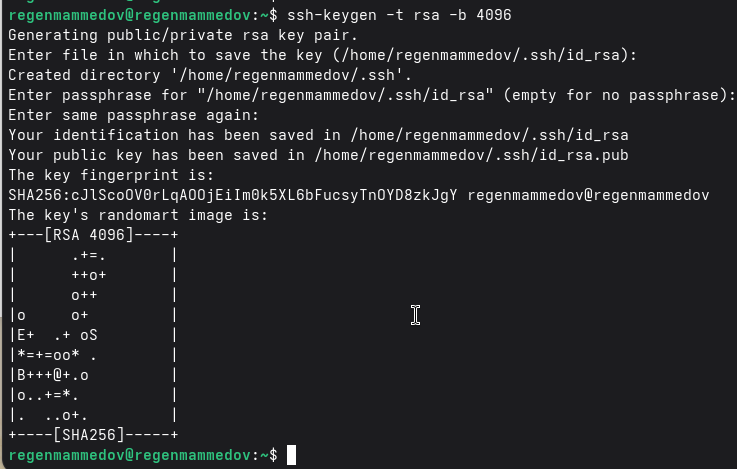 regenmammedov@regenmammedov:~$ ssh-keygen -t rsa -b 4096
Generating public/private rsa key pair.
Enter file in which to save the key (/home/regenmammedov/.ssh/id_rsa):
Created directory '/home/regenmammedov/.ssh'.
Enter passphrase for "/home/regenmammedov/.ssh/id_rsa" (empty for no passphrase):
Enter same passphrase again:
Your identification has been saved in /home/regenmammedov/.ssh/id_rsa
Your public key has been saved in /home/regenmammedov/.ssh/id_rsa.pub
The key fingerprint is:
SHA256:cJlScoOV0rLqAOOjEiIm0k5XL6bFucsyTnOYD8zkJgY regenmammedov@regenmammedov
The key's randomart image is:
+---[RSA 4096]----+
|       .+=.      |
|       ++o+      |
|       o++       |
|o     o+         |
|E+  .+ oS        |
|*=+=oo* .        |
|B+++@+.o         |
|o..+=*.          |
|.  ..o+.         |
+----[SHA256]-----+
regenmammedov@regenmammedov:~$